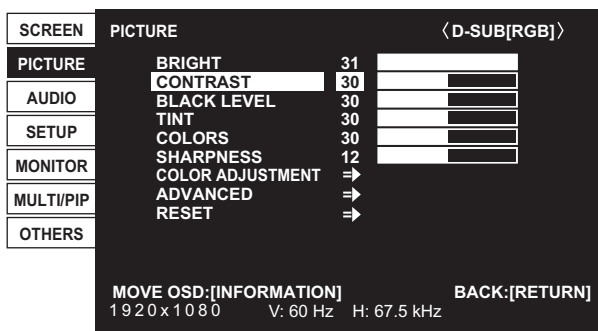 SCREEN
PICTURE
AUDIO
SETUP
MONITOR
MULTI/PIP
OTHERS
PICTURE 〈D-SUB[RGB]〉
BRIGHT 31
CONTRAST 30
BLACK LEVEL 30
TINT 30
COLORS 30
SHARPNESS 12
COLOR ADJUSTMENT
ADVANCED
RESET
MOVE OSD:[INFORMATION] BACK:[RETURN]
1920x1080 V: 60 Hz H: 67.5 kHz